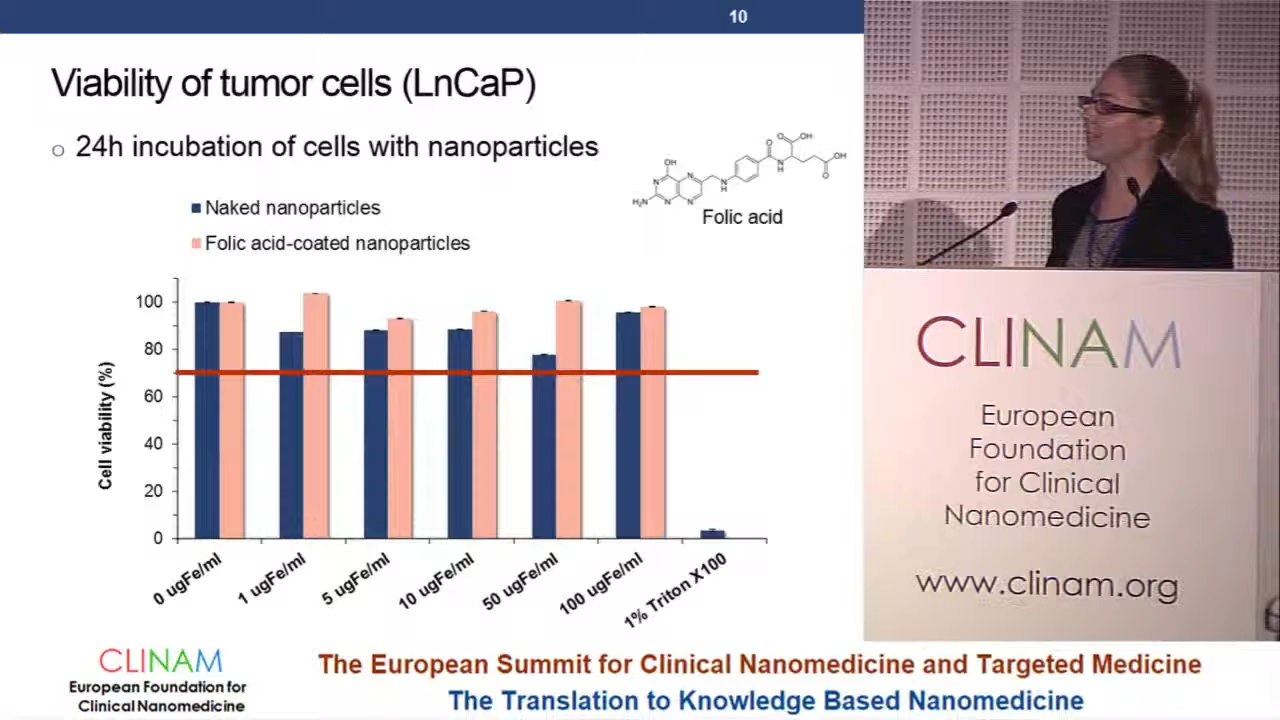 10
Viability of tumor cells (LnCaP)
24h incubation of cells with nanoparticles
OH
N
N
H₂N
N
N
N
H
O
N
H
O
OH
OH
O
Folic acid
Naked nanoparticles
Folic acid-coated nanoparticles
Cell viability (%)
100
80
60
40
20
0
0 ugFe/ml
1 ugFe/ml
5 ugFe/ml
10 ugFe/ml
50 ugFe/ml
100 ugFe/ml
1% Triton X100
CLINAM
European
Foundation
for Clinical
Nanomedicine
www.clinam.org
CLINAM
European Foundation for
Clinical Nanomedicine
The European Summit for Clinical Nanomedicine and Targeted Medicine
The Translation to Knowledge Based Nanomedicine